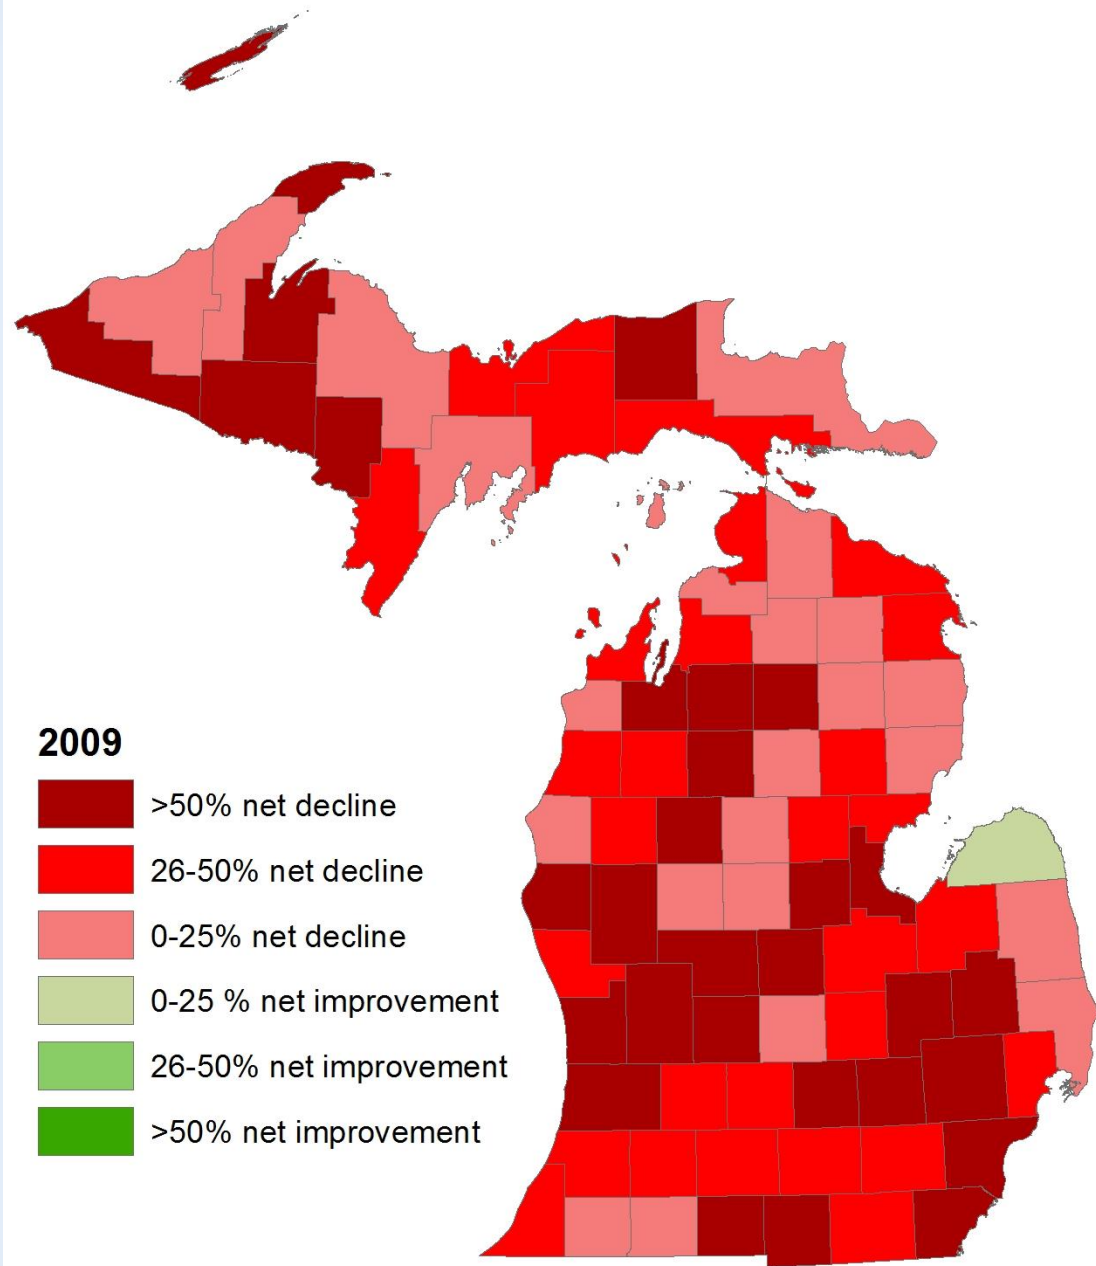 2009
>50% net decline
26-50% net decline
0-25% net decline
0-25 % net improvement
26-50% net improvement
>50% net improvement